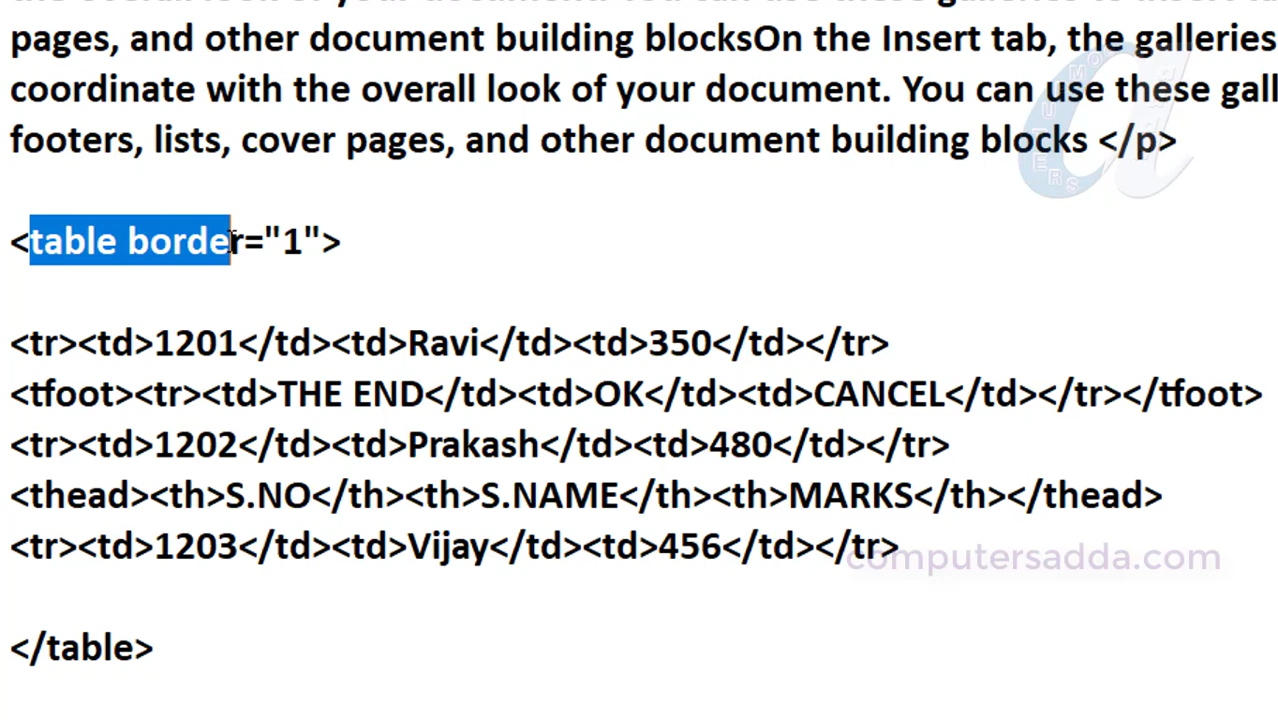 pages, and other document building blocksOn the Insert tab, the galleries
coordinate with the overall look of your document. You can use these gall
footers, lists, cover pages, and other document building blocks </p>
<table border="1">
<tr><td>1201</td><td>Ravi</td><td>350</td></tr>
<tfoot><tr><td>THE END</td><td>OK</td><td>CANCEL</td></tr></tfoot>
<tr><td>1202</td><td>Prakash</td><td>480</td></tr>
<thead><th>S.NO</th><th>S.NAME</th><th>MARKS</th></thead>
<tr><td>1203</td><td>Vijay</td><td>456</td></tr>
computersadda.com
</table>